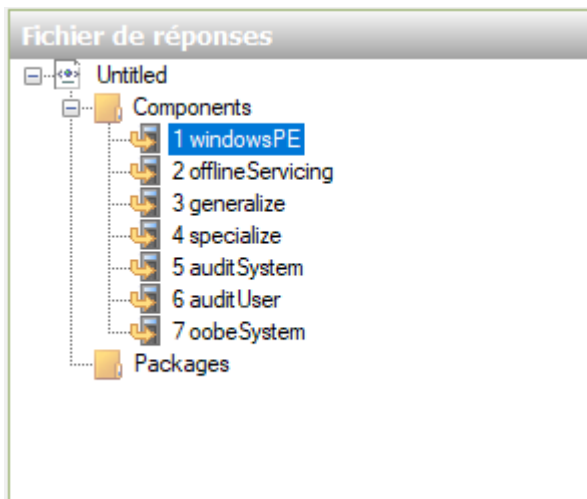 Fichier de réponses
Untitled
Components
1 windowsPE
2 offlineServicing
3 generalize
4 specialize
5 auditSystem
6 auditUser
7 oobeSystem
Packages